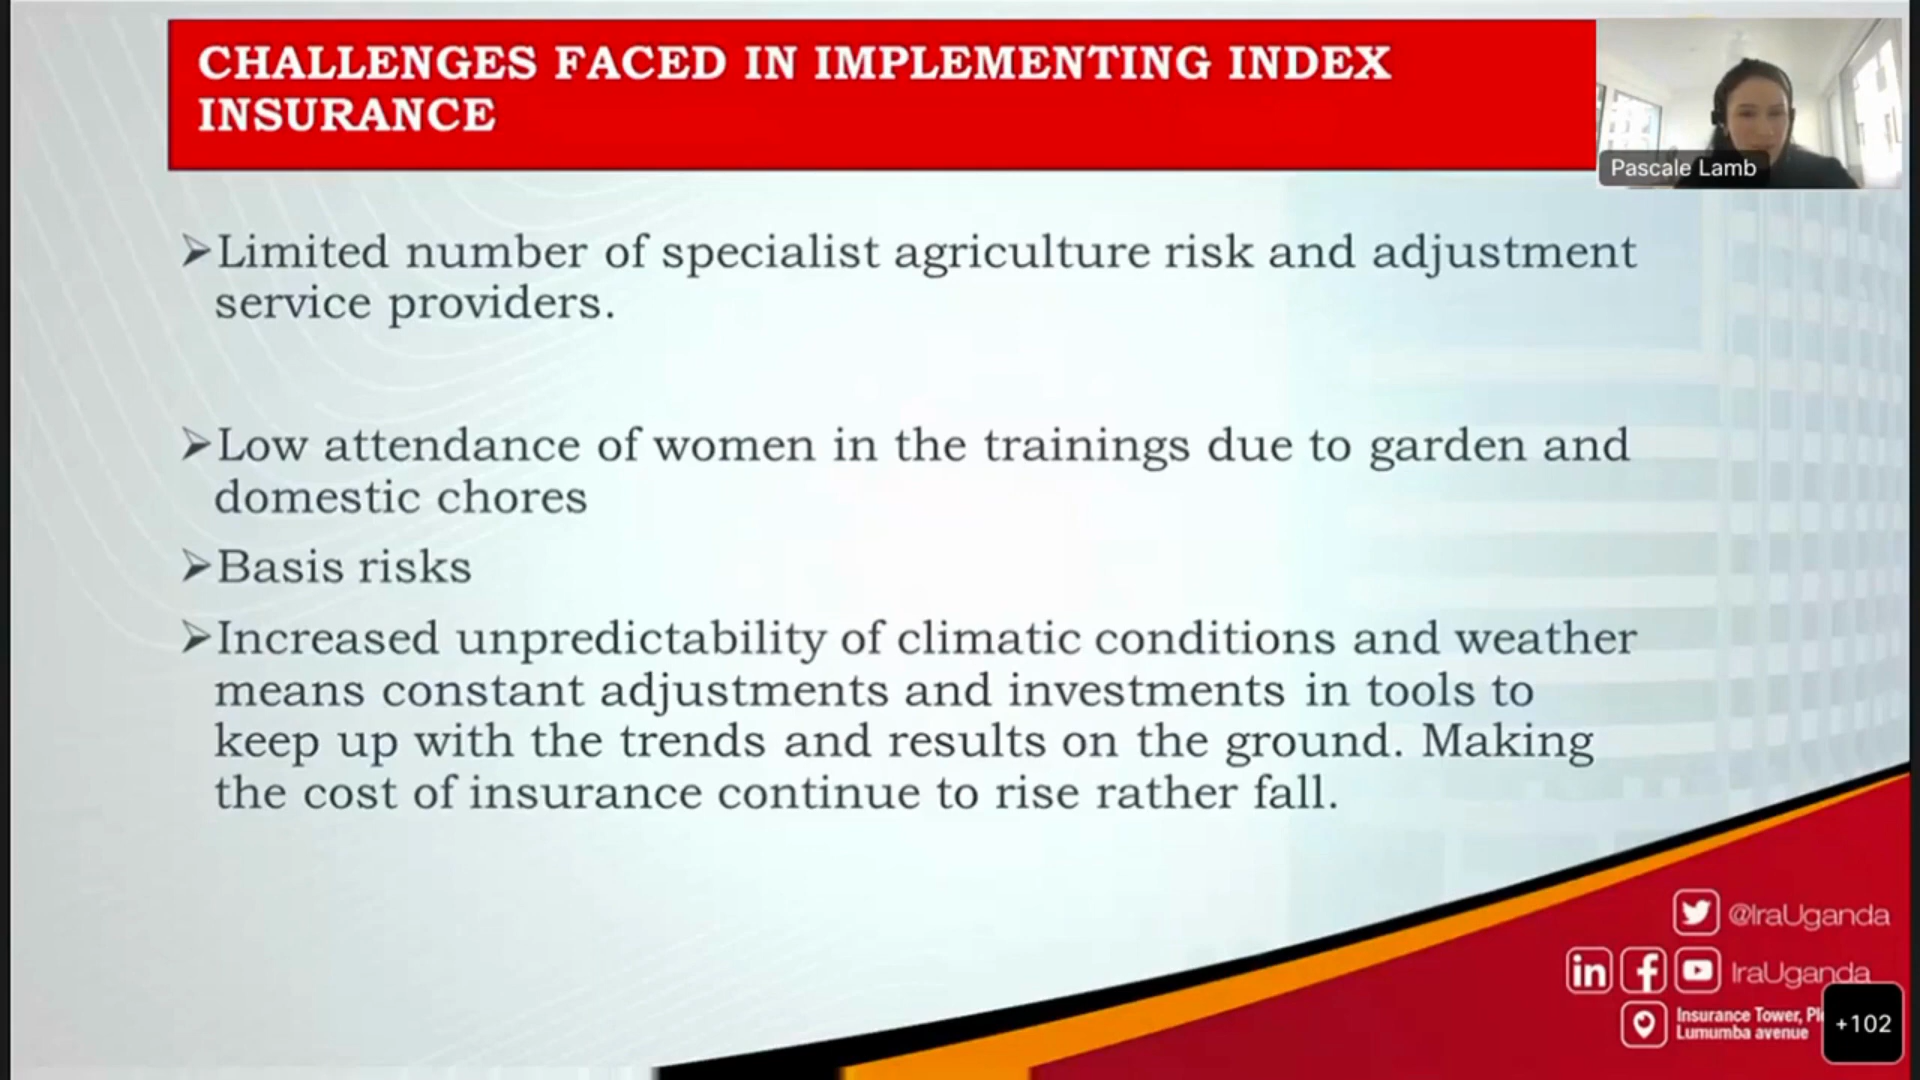 CHALLENGES FACED IN IMPLEMENTING INDEX
INSURANCE
Pascale Lamb
➢Limited number of specialist agriculture risk and adjustment
service providers.
➢Low attendance of women in the trainings due to garden and
domestic chores
➢Basis risks
➢Increased unpredictability of climatic conditions and weather
means constant adjustments and investments in tools to
keep up with the trends and results on the ground. Making
the cost of insurance continue to rise rather fall.
@IraUganda
IraUganda
Insurance Tower,
Lumumba avenue
+102